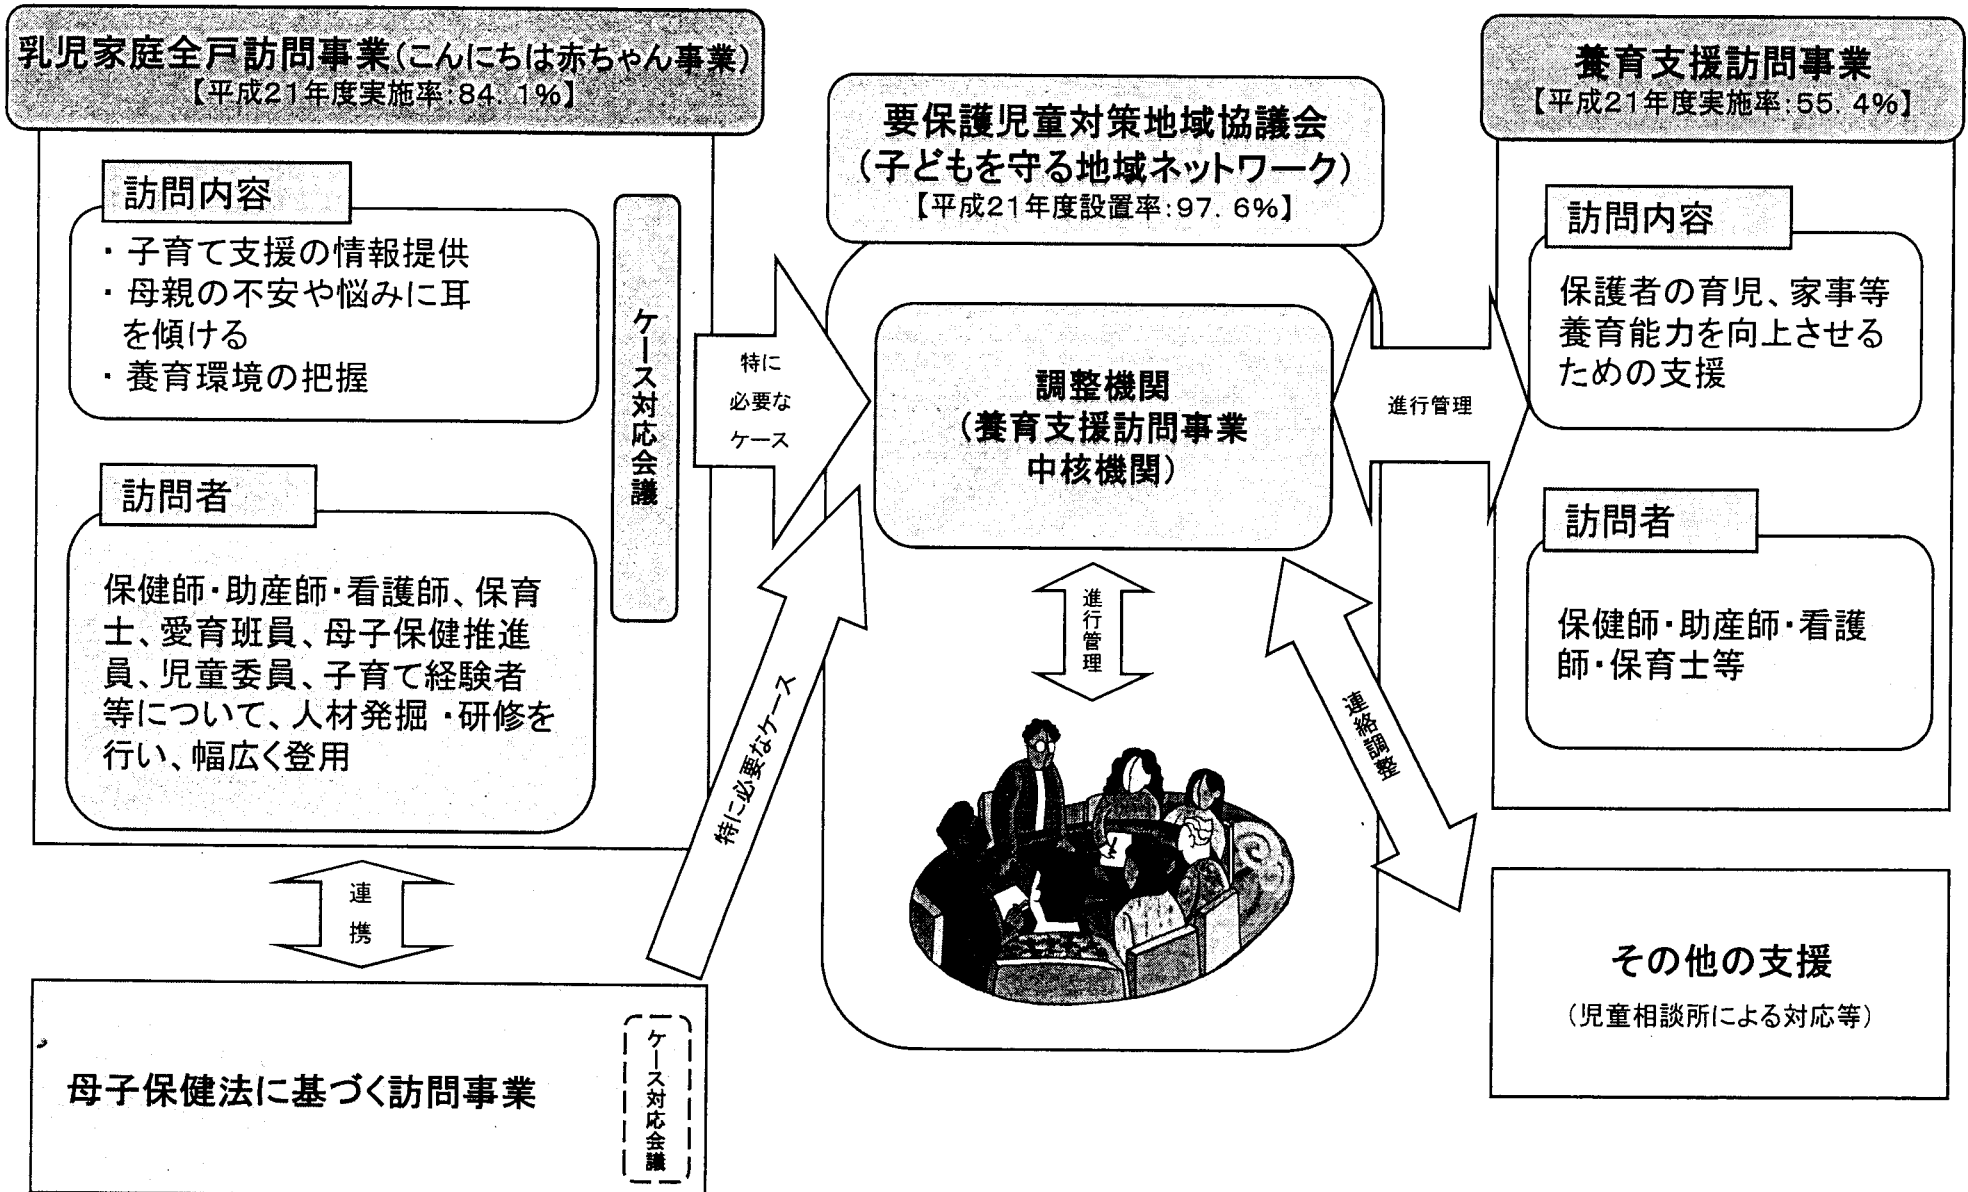 乳児家庭全戸訪問事業(こんにちは赤ちゃん事業)
【平成21年度実施率:84.1%】
訪問内容
・子育て支援の情報提供
・母親の不安や悩みに耳
を傾ける
・養育環境の把握
訪問者
保健師・助産師・看護師、保育
士、愛育班員、母子保健推進
員、児童委員、子育て経験者
等について、人材発掘・研修を
行い、幅広く登用
ケース対応会議
連
携
母子保健法に基づく訪問事業
ケース対応会議
特に
必要な
ケース
特に必要なケース
要保護児童対策地域協議会
(子どもを守る地域ネットワーク)
【平成21年度設置率:97.6%】
調整機関
(養育支援訪問事業
中核機関)
進行管理
進行管理
連絡調整
養育支援訪問事業
【平成21年度実施率:55.4%】
訪問内容
保護者の育児、家事等
養育能力を向上させる
ための支援
訪問者
保健師・助産師・看護
師・保育士等
その他の支援
(児童相談所による対応等)